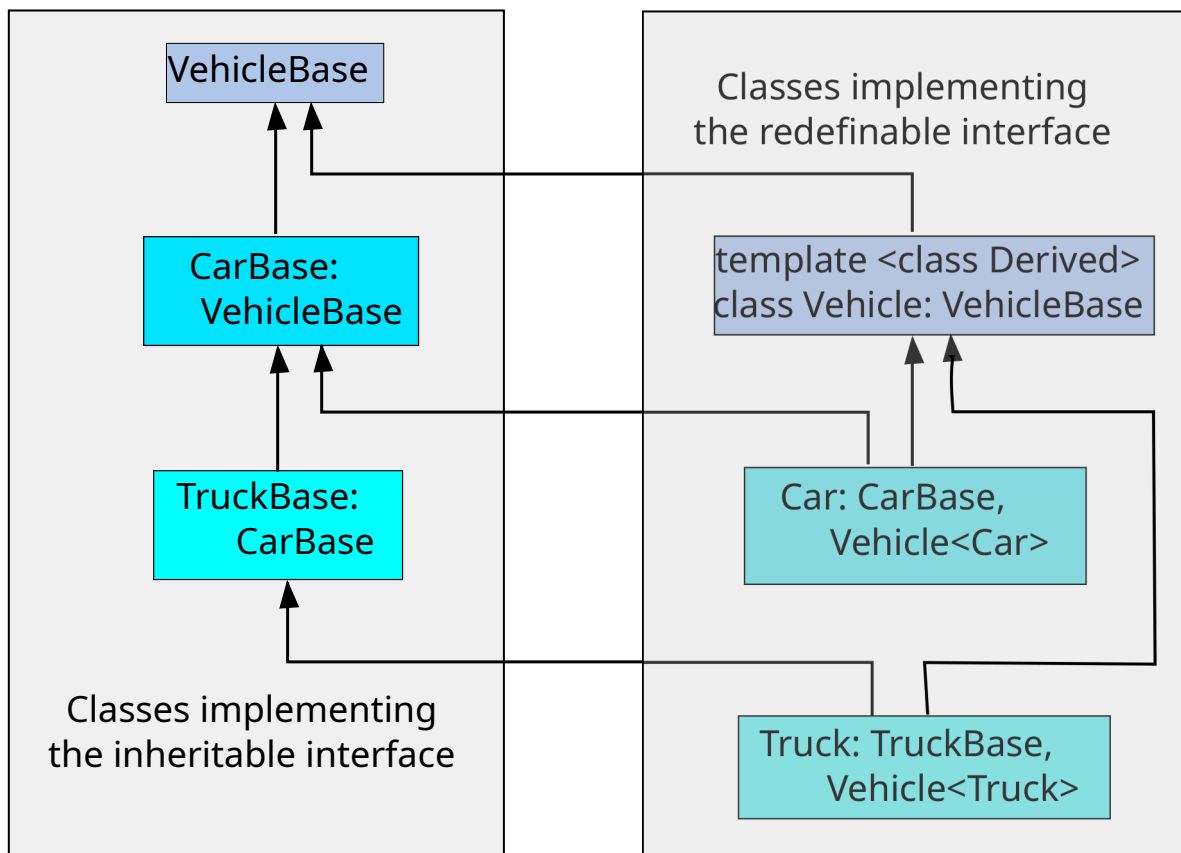 VehicleBase
CarBase:
VehicleBase
TruckBase:
CarBase
Classes implementing
the inheritable interface
Classes implementing
the redefinable interface
template <class Derived>
class Vehicle: VehicleBase
Car: CarBase,
Vehicle<Car>
Truck: TruckBase,
Vehicle<Truck>